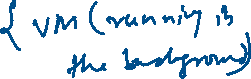 { VM (running in
the background)